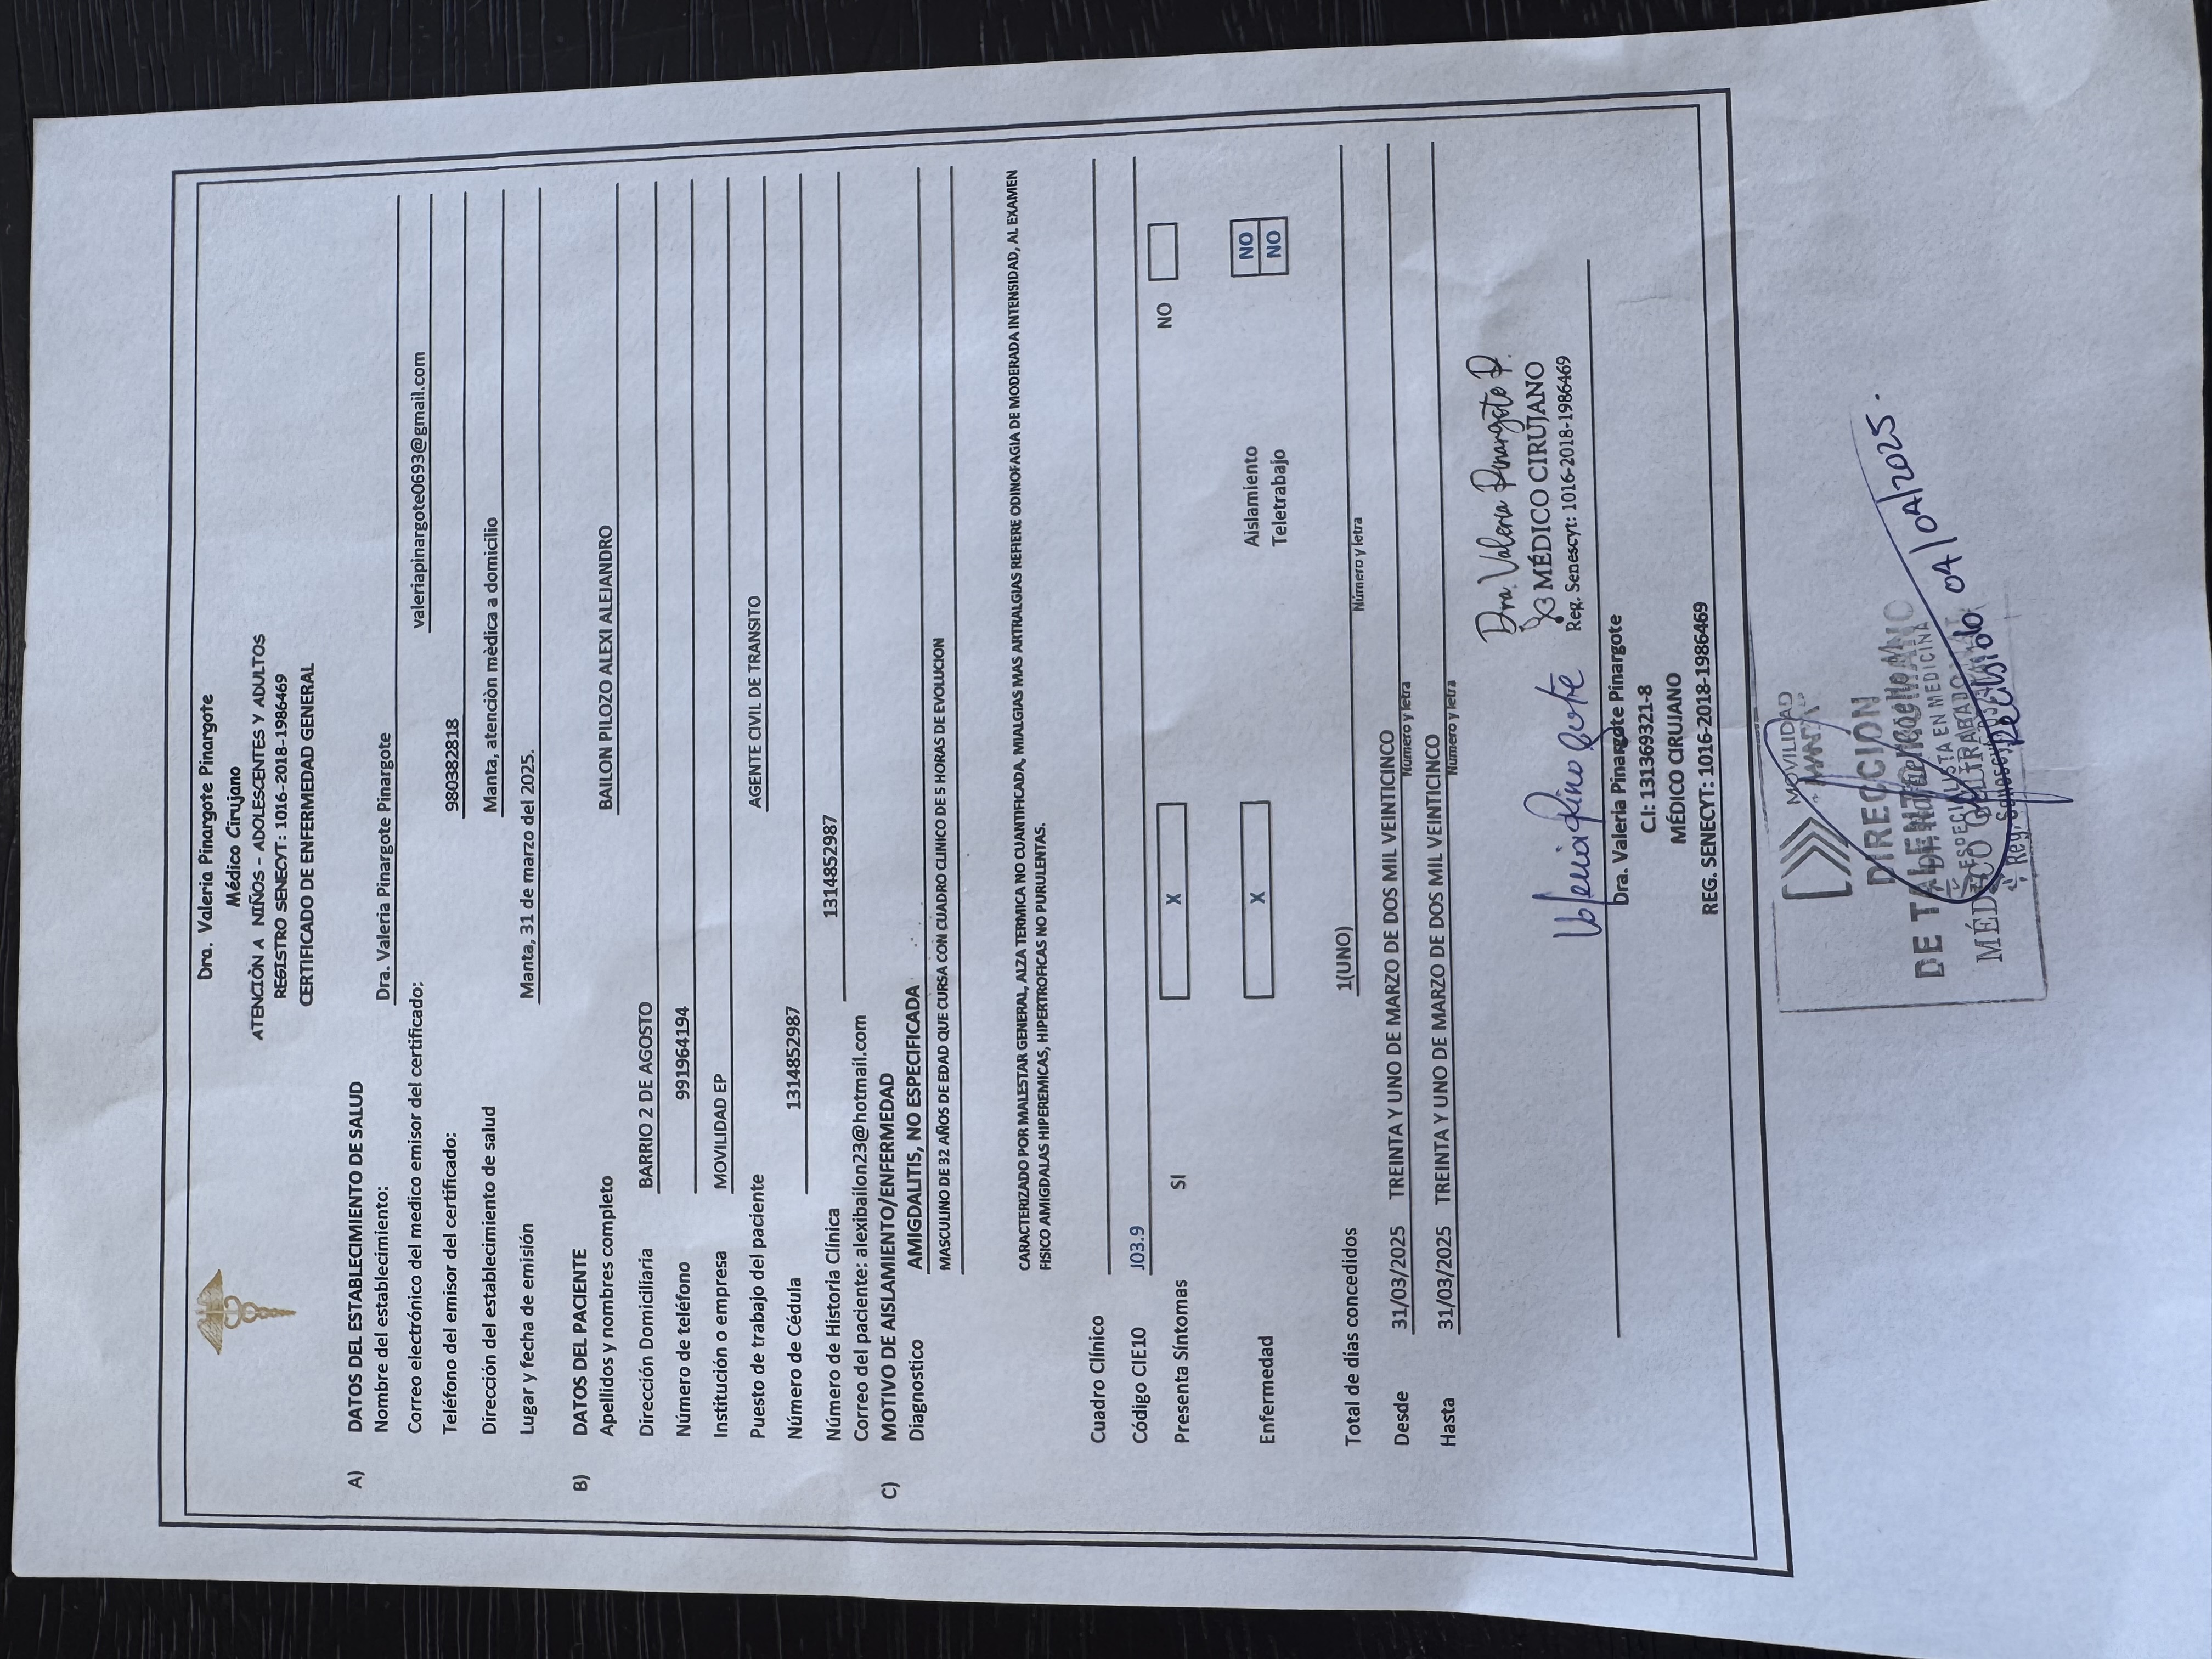 Dra. Valeria Pinargote Pinargote
Médico Cirujano
ATENCIÒN A NIÑOS - ADOLESCENTES Y ADULTOS
REGISTRO SENECYT: 1016-2018-1986469
CERTIFICADO DE ENFERMEDAD GENERAL
A) DATOS DEL ESTABLECIMIENTO DE SALUD
Nombre del establecimiento: Dra. Valeria Pinargote Pinargote
Correo electrónico del medico emisor del certificado: valeriapinargote0693@gmail.com
Teléfono del emisor del certificado: 980382818
Dirección del establecimiento de salud Manta, atenciòn mèdica a domicilio
Lugar y fecha de emisión Manta, 31 de marzo del 2025.
B) DATOS DEL PACIENTE
Apellidos y nombres completo BAILON PILOZO ALEXI ALEJANDRO
Dirección Domiciliaria BARRIO 2 DE AGOSTO
Número de teléfono 991964194
Institución o empresa MOVILIDAD EP
Puesto de trabajo del paciente AGENTE CIVIL DE TRANSITO
Número de Cédula 1314852987
Número de Historia Clínica 1314852987
Correo del paciente: alexibailon23@hotmail.com
C) MOTIVO DE AISLAMIENTO/ENFERMEDAD
Diagnostico AMIGDALITIS, NO ESPECIFICADA
MASCULINO DE 32 AÑOS DE EDAD QUE CURSA CON CUADRO CLINICO DE 5 HORAS DE EVOLUCION
CARACTERIZADO POR MALESTAR GENERAL, ALZA TERMICA NO CUANTIFICADA, MIALGIAS MAS ARTRALGIAS REFIERE ODINOFAGIA DE MODERADA INTENSIDAD, AL EXAMEN
FISICO AMIGDALAS HIPEREMICAS, HIPERTROFICAS NO PURULENTAS.
Cuadro Clínico
Código CIE10 J03.9
Presenta Síntomas SI X NO
Enfermedad X Aislamiento NO
Teletrabajo NO
Total de días concedidos 1(UNO)
Número y letra
Desde 31/03/2025 TREINTA Y UNO DE MARZO DE DOS MIL VEINTICINCO
Numero y letra
Hasta 31/03/2025 TREINTA Y UNO DE MARZO DE DOS MIL VEINTICINCO
Numero y letra
Dra. Valeria Pinargote P.
MÉDICO CIRUJANO
Reg. Senescyt: 1016-2018-1986469
Valeria Pinargote
Dra. Valeria Pinargote Pinargote
C.I: 131369321-8
MÉDICO CIRUJANO
REG. SENECYT: 1016-2018-1986469
MOVILIDAD
MANTA EP
DIRECCIÓN
DE TALENTO HUMANO
Dr. Rafael Coello M.
ESPECIALISTA EN MEDICINA
DEL TRABAJO
MÉDICO
Reg. Senescyt
Recibido 04/04/2025.